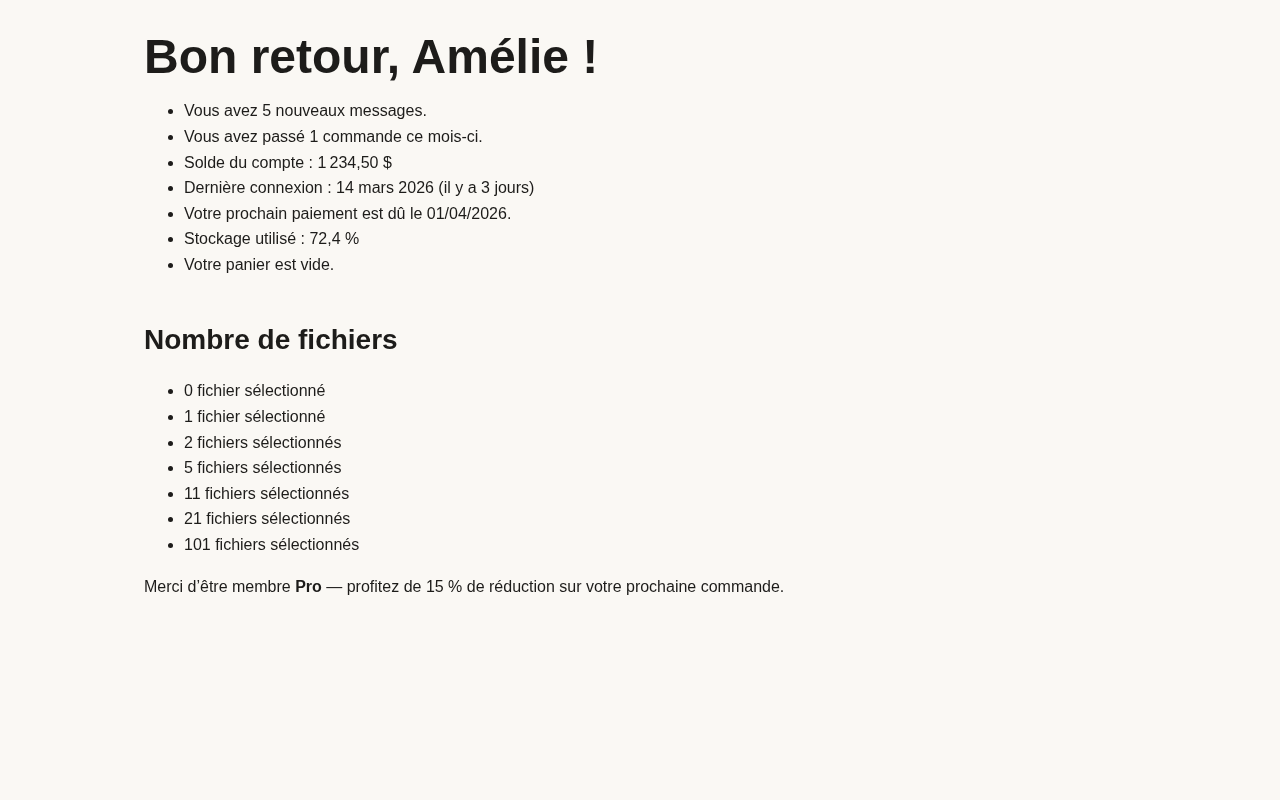 Bon retour, Amélie !
Vous avez 5 nouveaux messages.
Vous avez passé 1 commande ce mois-ci.
Solde du compte : 1 234,50 $
Dernière connexion : 14 mars 2026 (il y a 3 jours)
Votre prochain paiement est dû le 01/04/2026.
Stockage utilisé : 72,4 %
Votre panier est vide.
Nombre de fichiers
0 fichier sélectionné
1 fichier sélectionné
2 fichiers sélectionnés
5 fichiers sélectionnés
11 fichiers sélectionnés
21 fichiers sélectionnés
101 fichiers sélectionnés
Merci d’être membre Pro — profitez de 15 % de réduction sur votre prochaine commande.